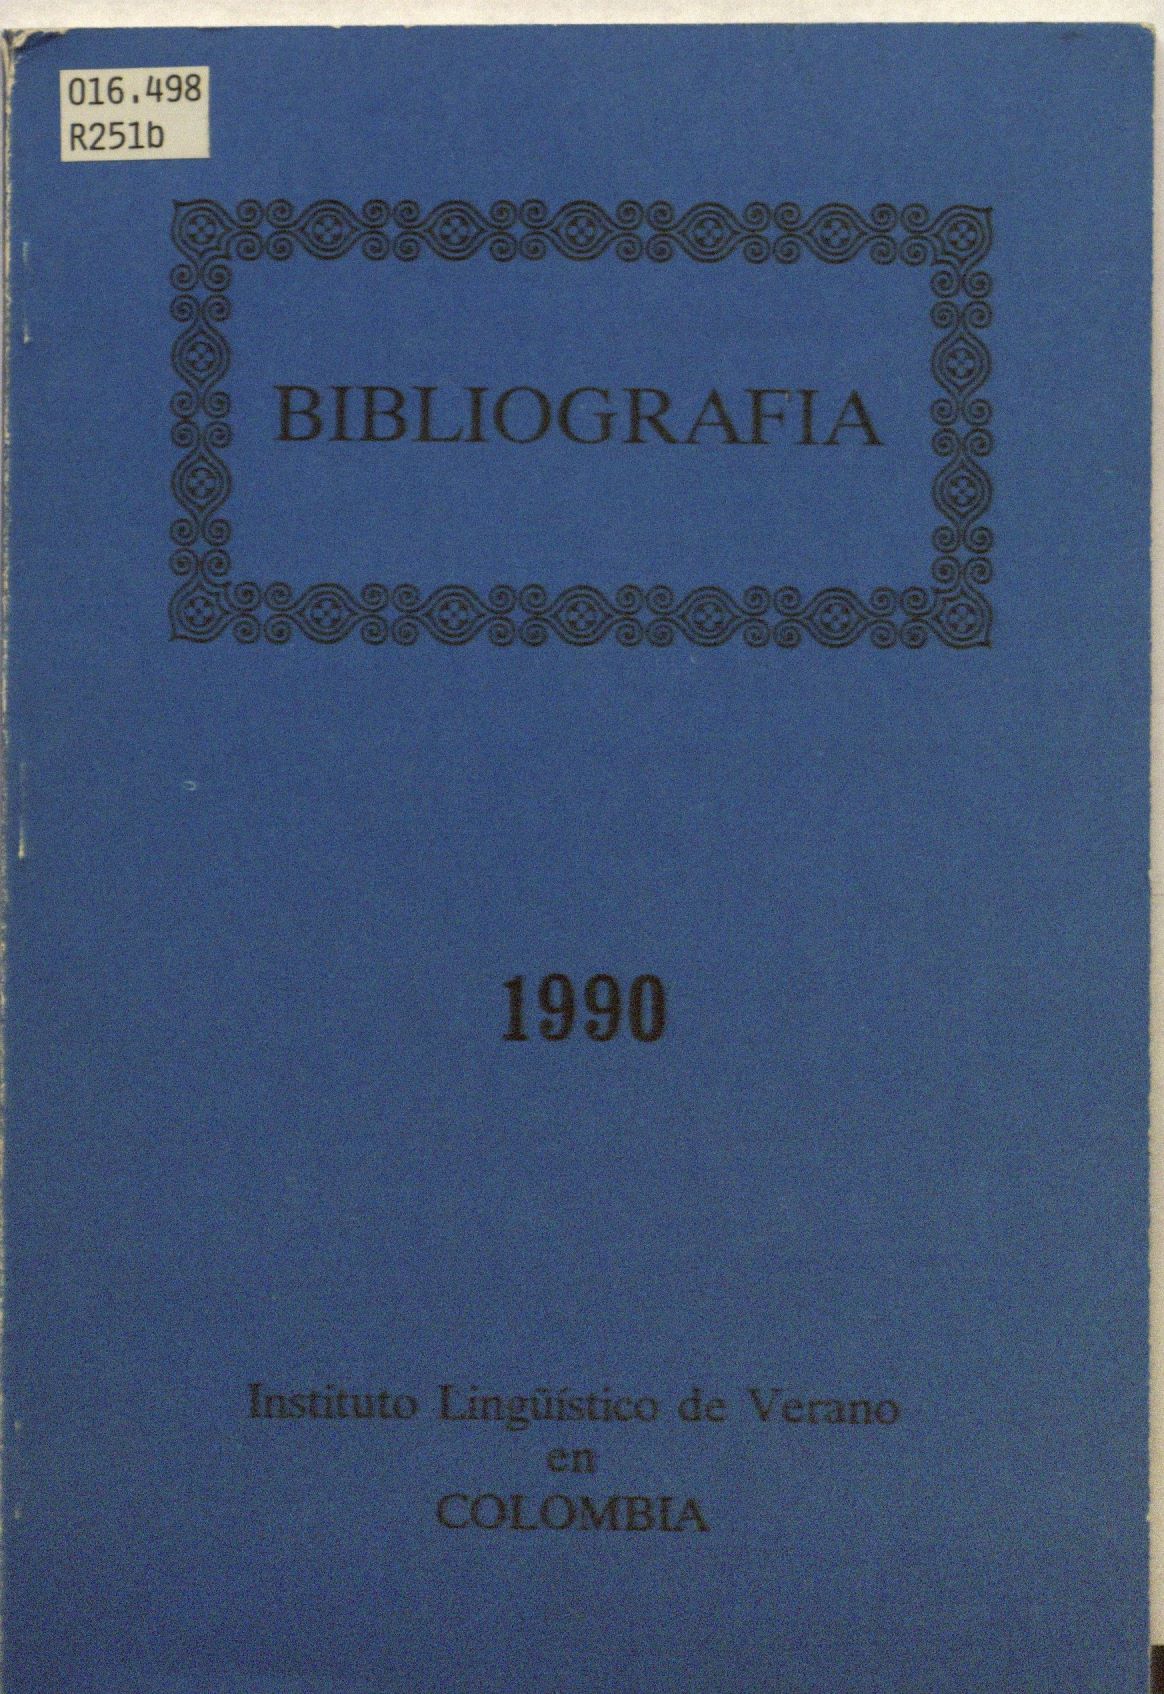 016.498
R251b
BIBLIOGRAFIA
1990
Instituto Lingüístico de Verano
en
COLOMBIA